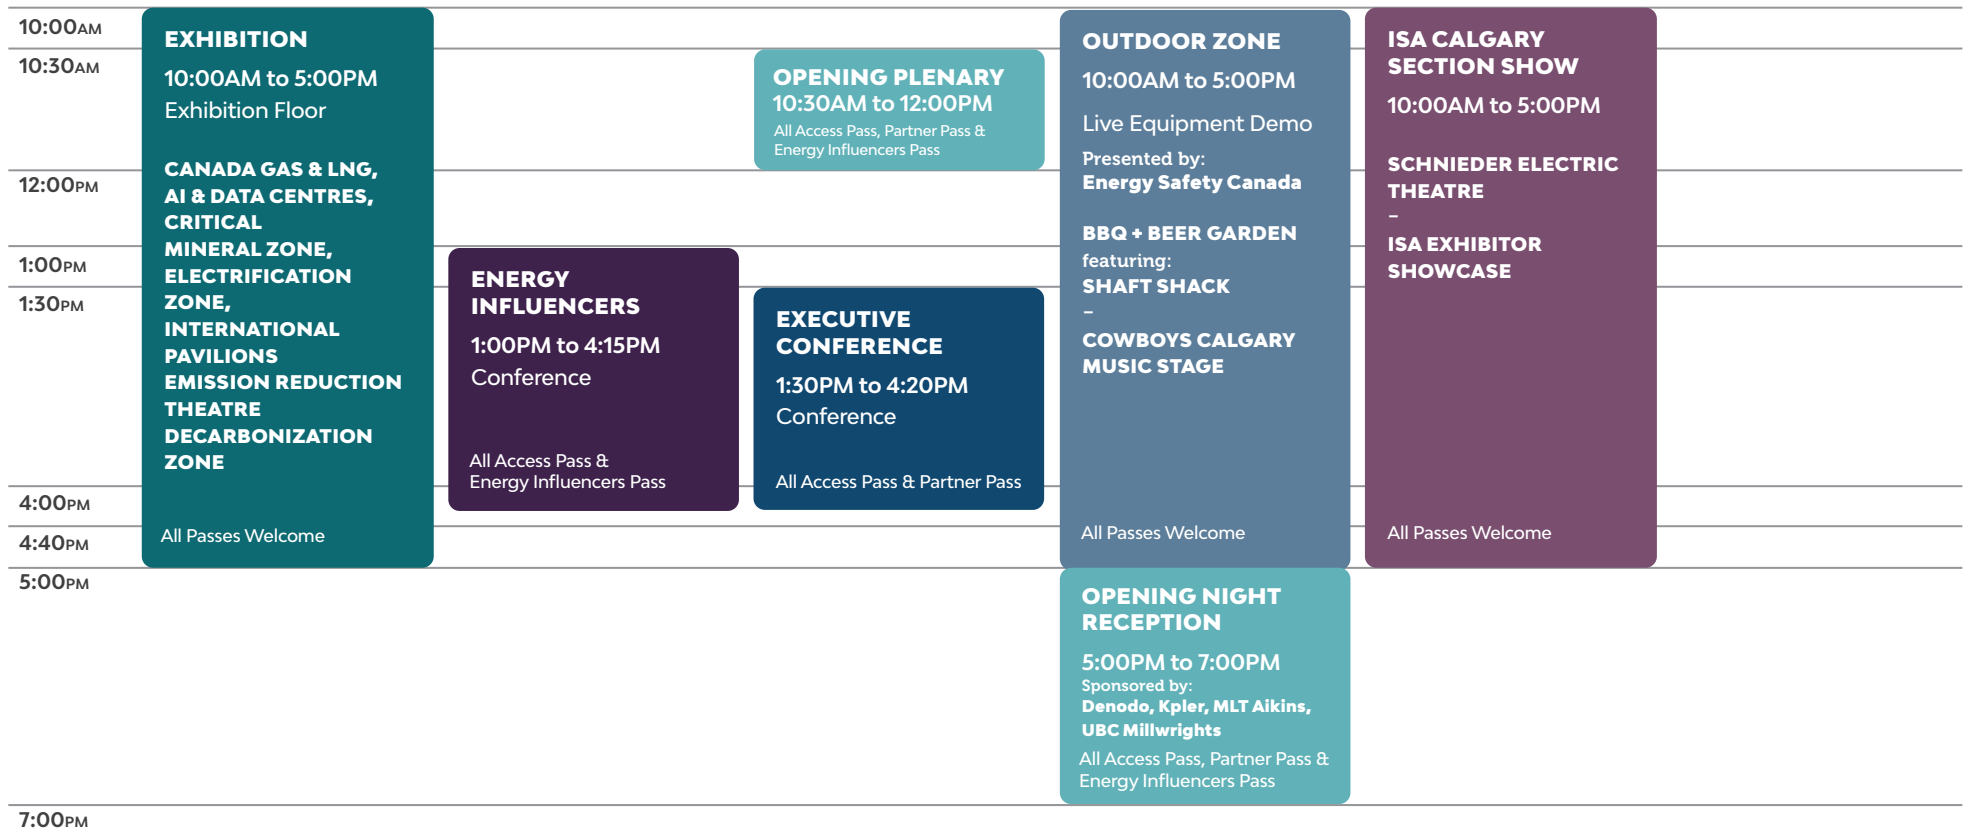 10:00AM
10:30AM
12:00PM
1:00PM
1:30PM
4:00PM
4:40PM
5:00PM
7:00PM
EXHIBITION
10:00AM to 5:00PM
Exhibition Floor
CANADA GAS & LNG,
AI & DATA CENTRES,
CRITICAL
MINERAL ZONE,
ELECTRIFICATION
ZONE,
INTERNATIONAL
PAVILIONS
EMISSION REDUCTION
THEATRE
DECARBONIZATION
ZONE
All Passes Welcome
ENERGY
INFLUENCERS
1:00PM to 4:15PM
Conference
All Access Pass &
Energy Influencers Pass
OPENING PLENARY
10:30AM to 12:00PM
All Access Pass, Partner Pass &
Energy Influencers Pass
EXECUTIVE
CONFERENCE
1:30PM to 4:20PM
Conference
All Access Pass & Partner Pass
OUTDOOR ZONE
10:00AM to 5:00PM
Live Equipment Demo
Presented by:
Energy Safety Canada
BBQ + BEER GARDEN
featuring:
SHAFT SHACK
–
COWBOYS CALGARY
MUSIC STAGE
All Passes Welcome
OPENING NIGHT
RECEPTION
5:00PM to 7:00PM
Sponsored by:
Denodo, Kpler, MLT Aikins,
UBC Millwrights
All Access Pass, Partner Pass &
Energy Influencers Pass
ISA CALGARY
SECTION SHOW
10:00AM to 5:00PM
SCHNIEDER ELECTRIC
THEATRE
–
ISA EXHIBITOR
SHOWCASE
All Passes Welcome